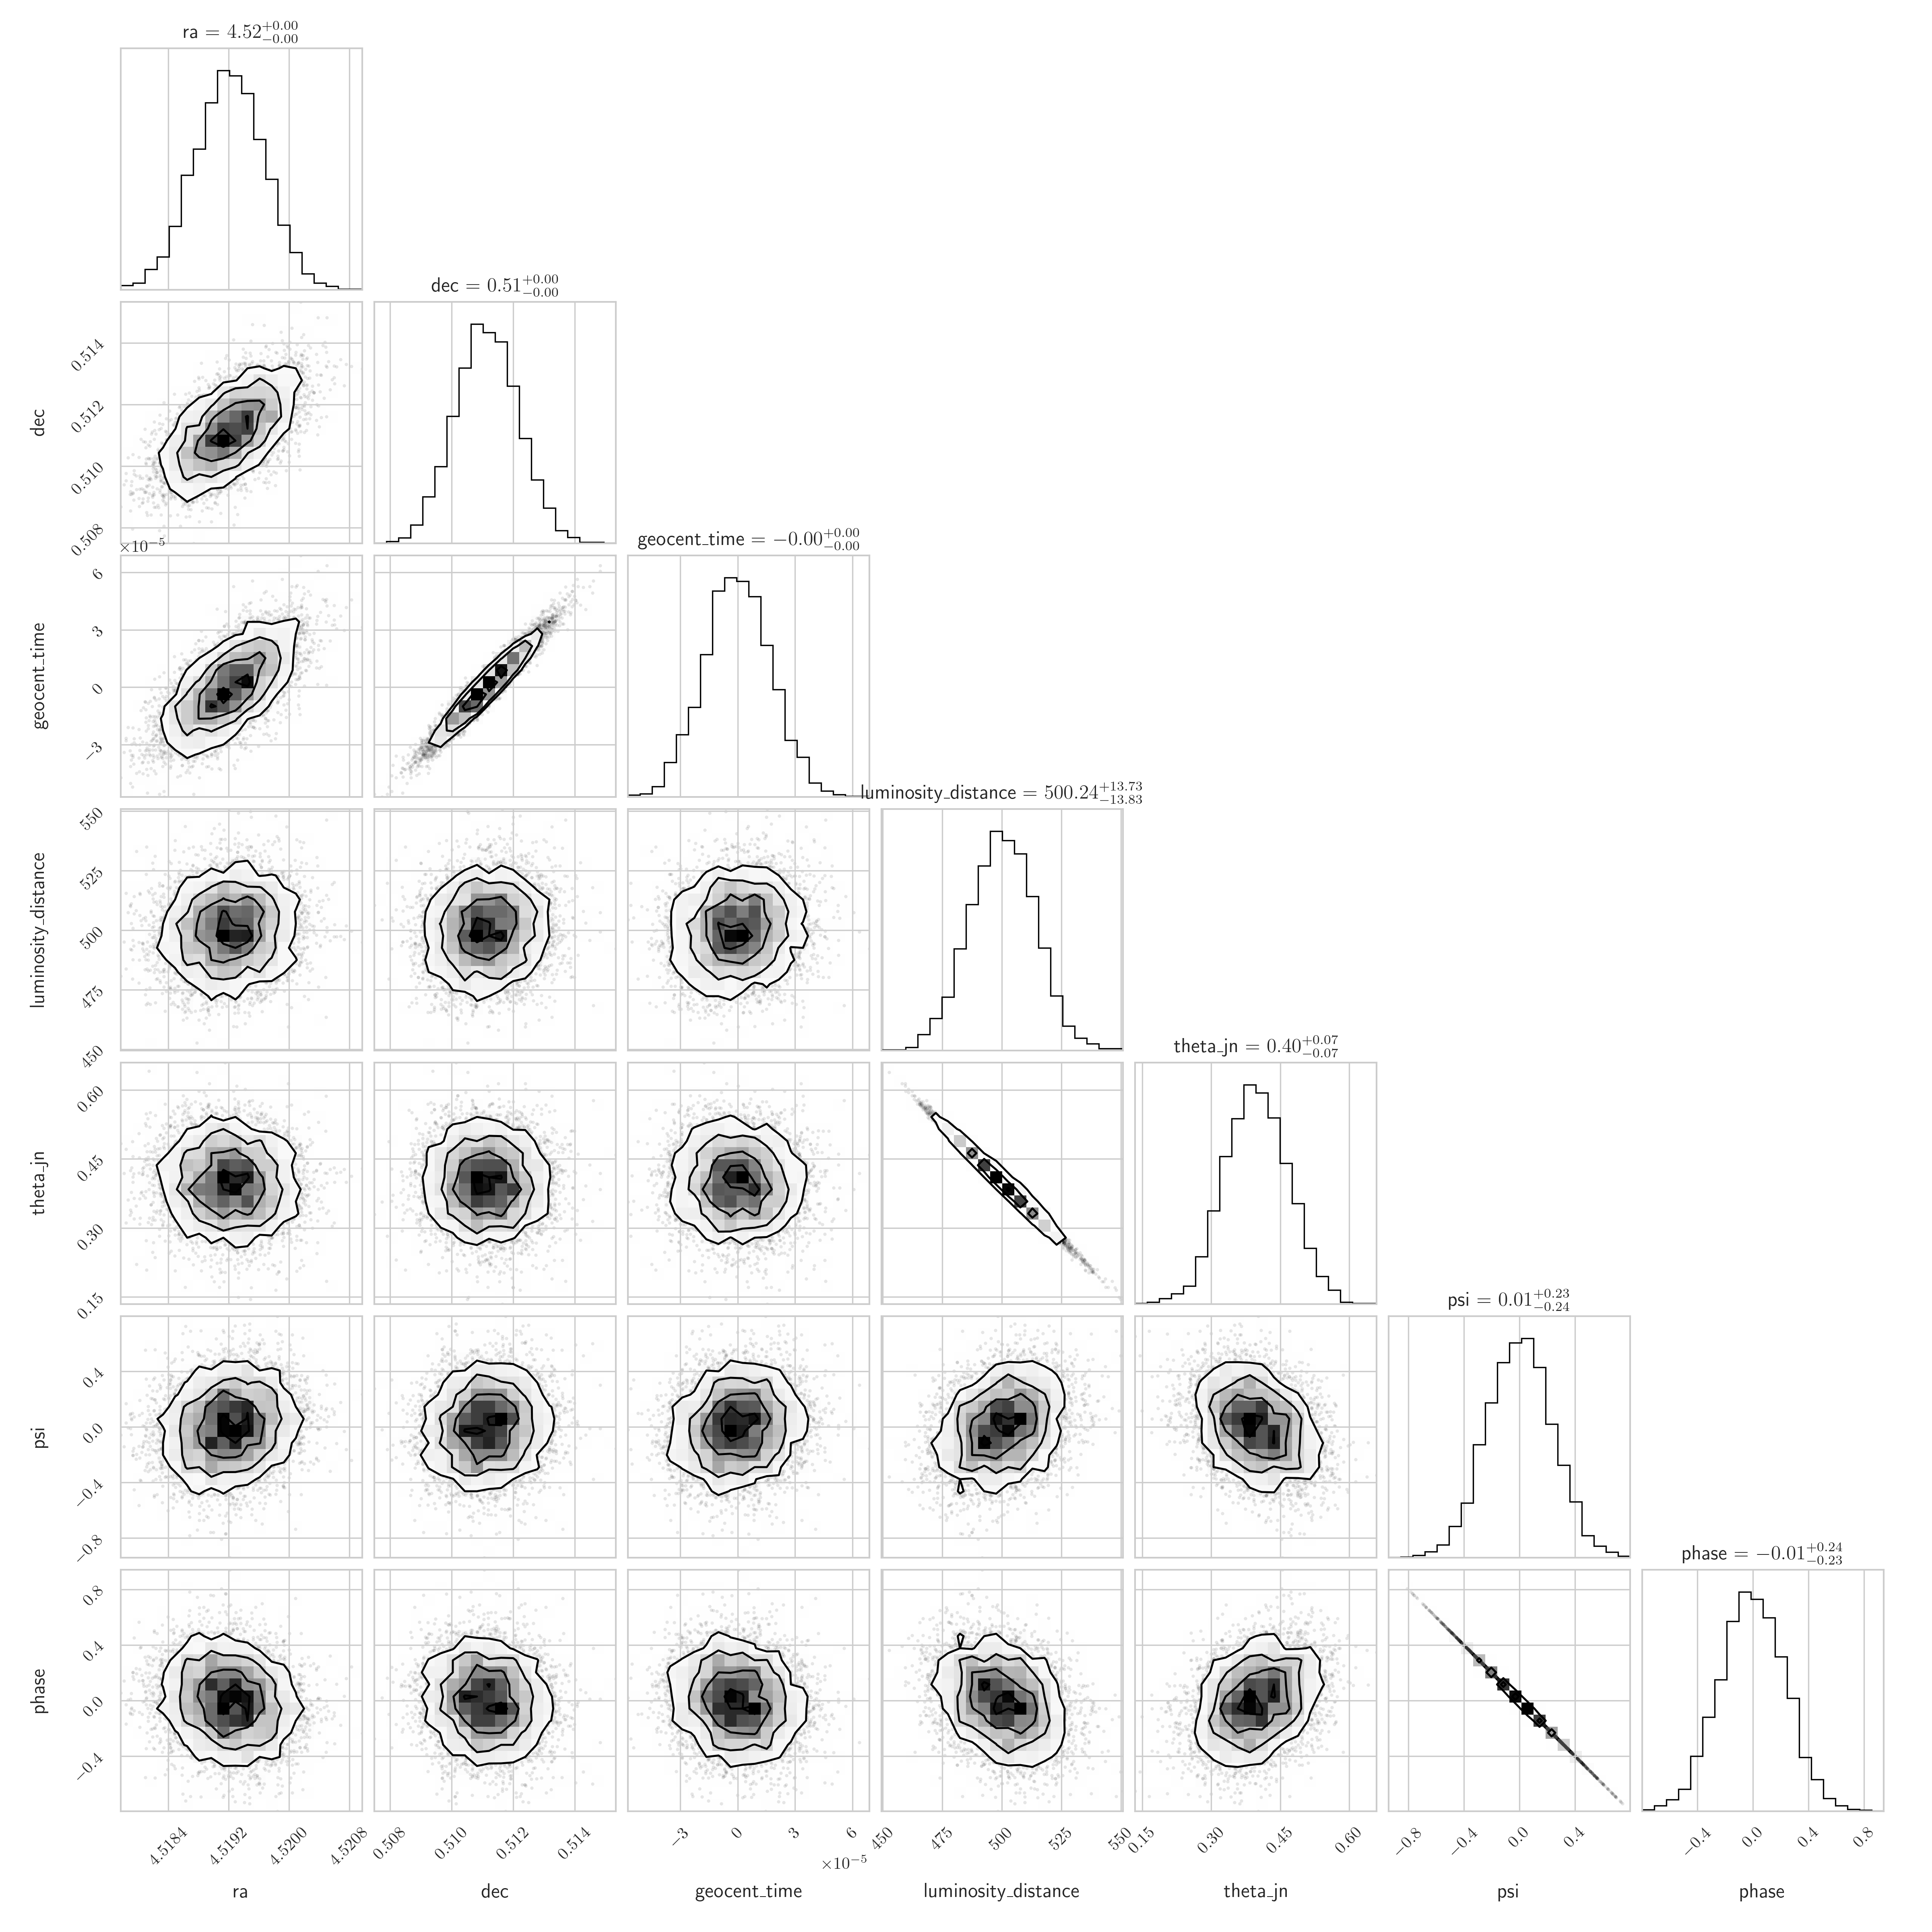 ra = 4.52+0.00−0.00
dec = 0.51+0.00−0.00
0.514
0.512
0.510
0.508
dec
×10−5
geocent_time = −0.00+0.00−0.00
6
3
0
−3
geocent_time
luminosity_distance = 500.24+13.73−13.83
550
525
500
475
450
luminosity_distance
theta_jn = 0.40+0.07−0.07
0.60
0.45
0.30
0.15
theta_jn
psi = 0.01+0.23−0.24
0.4
0.0
−0.4
−0.8
psi
phase = −0.01+0.24−0.23
0.8
0.4
0.0
−0.4
phase
4.5184 4.5192 4.5200 4.5208 0.508 0.510 0.512 0.514 −3 0 3 6 450 475 500 525 550 0.15 0.30 0.45 0.60 −0.8 −0.4 0.0 0.4 −0.4 0.0 0.4 0.8
×10−5
ra dec geocent_time luminosity_distance theta_jn psi phase